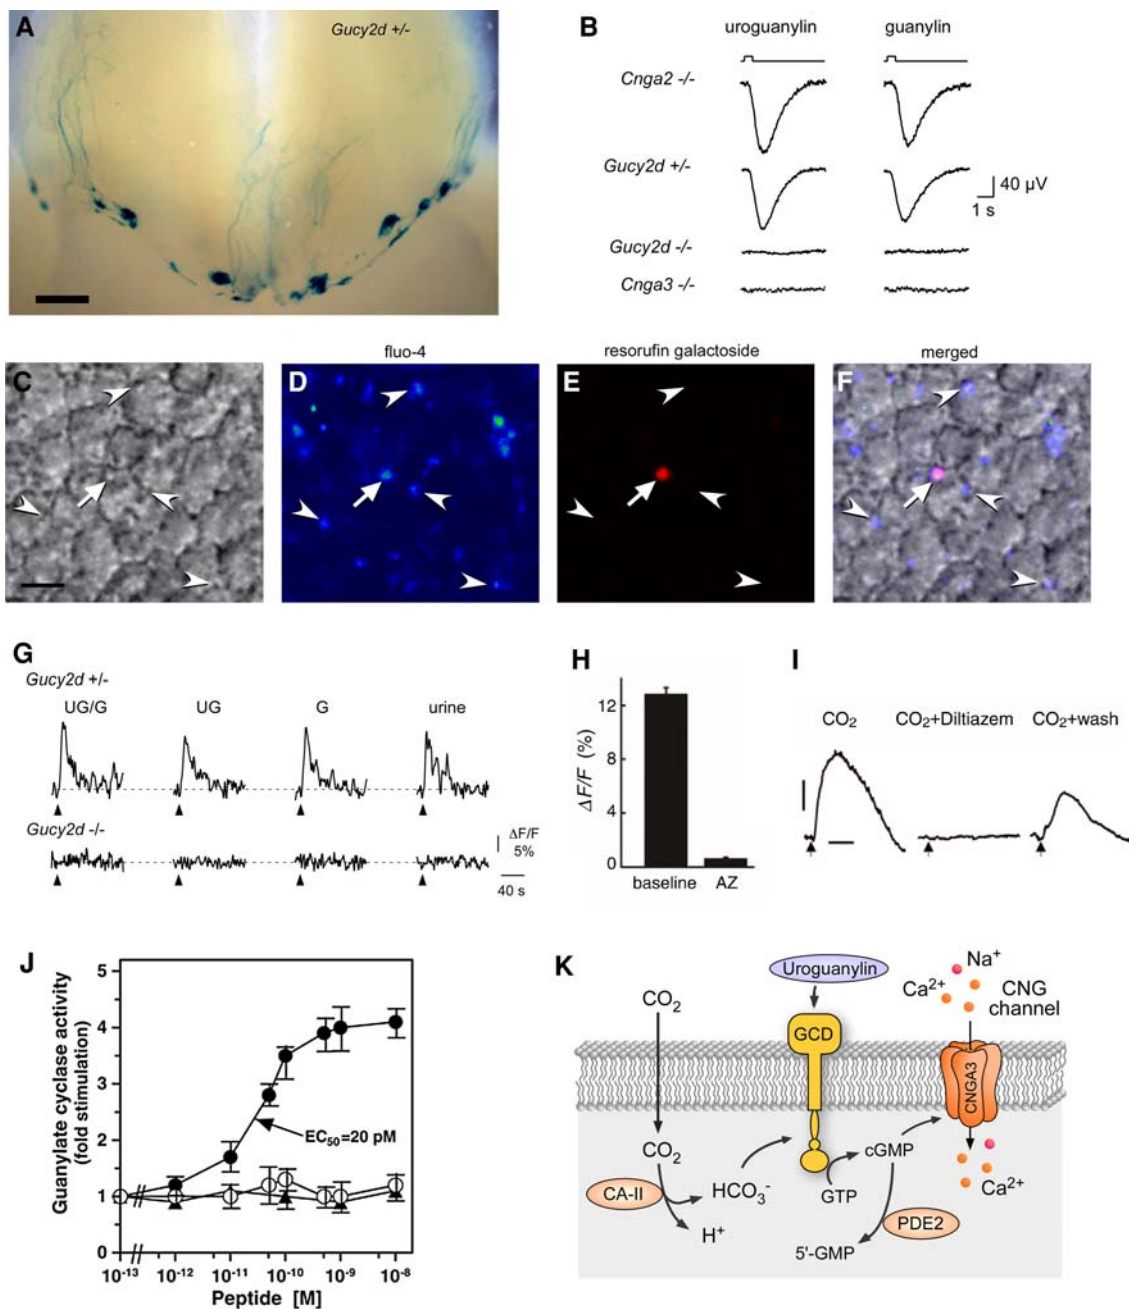 A
Gucy2d +/-
B
uroguanylin
guanylin
Cnga2 -/-
Gucy2d +/-
40 µV
1 s
Gucy2d -/-
Cnga3 -/-
fluo-4
resorufin galactoside
merged
C
D
E
F
G
Gucy2d +/-
UG/G
UG
G
urine
Gucy2d -/-
ΔF/F
5%
40 s
H
ΔF/F (%)
12
8
4
0
baseline
AZ
I
CO₂
CO₂+Diltiazem
CO₂+wash
J
Guanylate cyclase activity
(fold stimulation)
5
4
3
2
1
0
EC₅₀=20 pM
10⁻¹³
10⁻¹²
10⁻¹¹
10⁻¹⁰
10⁻⁹
10⁻⁸
Peptide [M]
K
Uroguanylin
Na⁺
Ca²⁺
CNG
channel
CO₂
GCD
CNGA3
CO₂
cGMP
CA-II
HCO₃⁻
GTP
Ca²⁺
H⁺
PDE2
5'-GMP